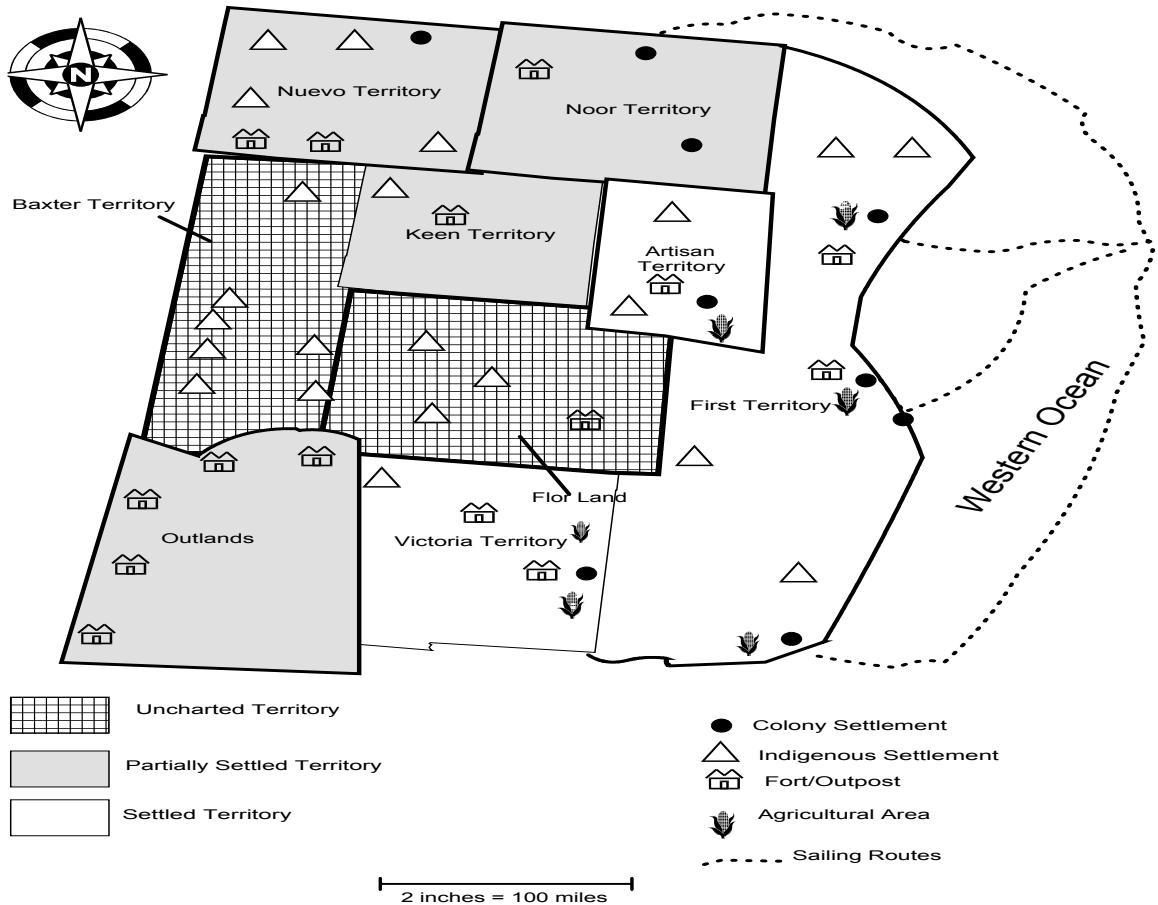 N
Nuevo Territory
Noor Territory
Baxter Territory
Keen Territory
Artisan
Territory
First Territory
Western Ocean
Flor Land
Outlands
Victoria Territory
Uncharted Territory
Partially Settled Territory
Settled Territory
Colony Settlement
Indigenous Settlement
Fort/Outpost
Agricultural Area
Sailing Routes
2 inches = 100 miles